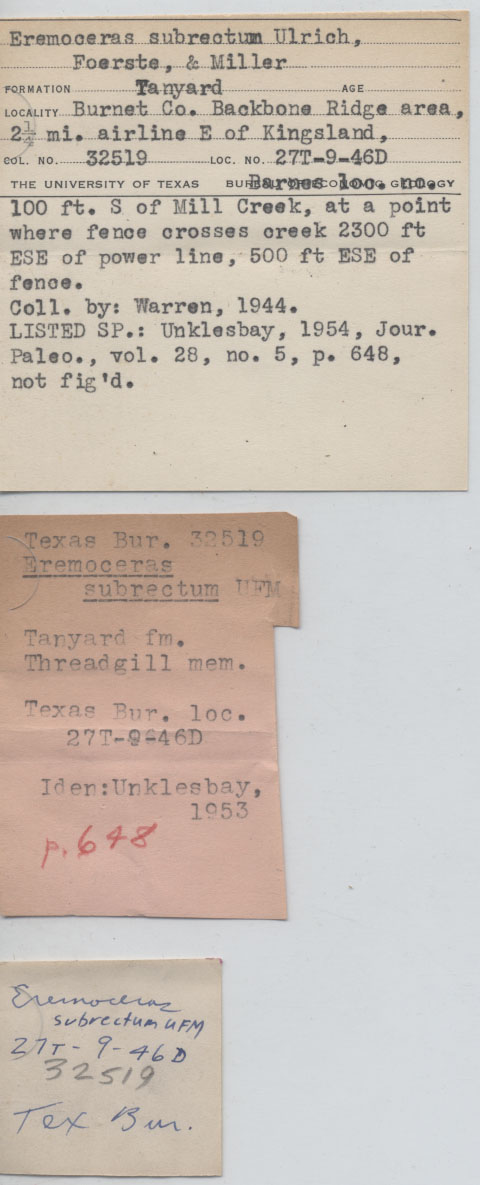 Eremoceras subrectum Ulrich,
Foerste, & Miller
FORMATION Tanyard AGE
LOCALITY Burnet Co. Backbone Ridge area,
2½ mi. airline E of Kingsland,
COL. NO. 32519 LOC. NO. 27T-9-46D
THE UNIVERSITY OF TEXAS BUREAU OF ECONOMIC GEOLOGY
Barnes loc. no.
100 ft. S of Mill Creek, at a point
where fence crosses creek 2300 ft
ESE of power line, 500 ft ESE of
fence.
Coll. by: Warren, 1944.
LISTED SP.: Unklesbay, 1954, Jour.
Paleo., vol. 28, no. 5, p. 648,
not fig'd.
Texas Bur. 32519
Eremoceras
subrectum UFM
Tanyard fm.
Threadgill mem.
Texas Bur. loc.
27T-9-46D
Iden:Unklesbay,
1953
p.648
Eremoceras
subrectum UFM
27T-9-46D
32519
Tex Bur.